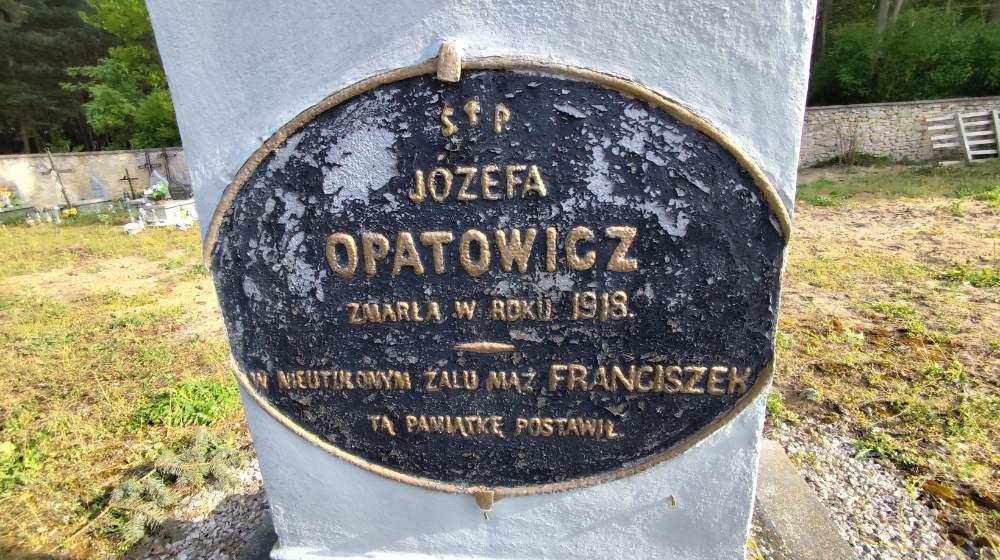 Ś † P
JÓZEFA
OPATOWICZ
ZMARŁA W ROKU 1918.
W NIEUTULONYM ŻALU MĄŻ FRANCISZEK
TĄ PAMIĄTKĘ POSTAWIŁ